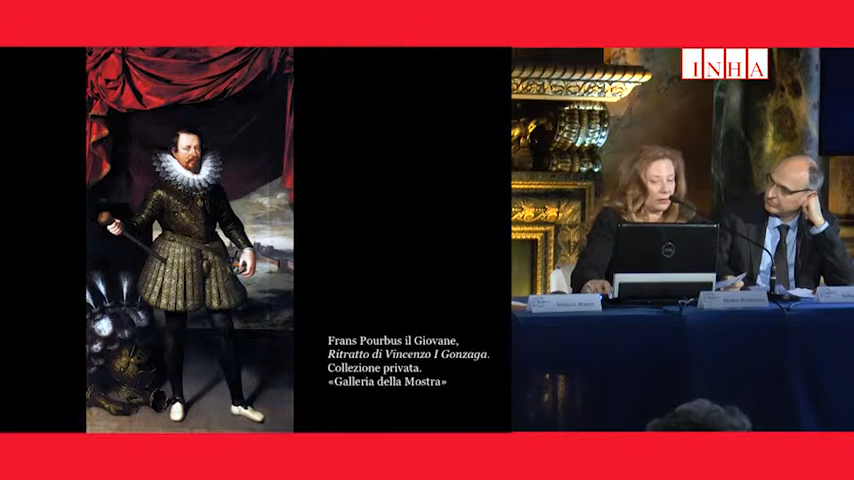 INHA
Frans Pourbus il Giovane,
Ritratto di Vincenzo I Gonzaga.
Collezione privata.
«Galleria della Mostra»